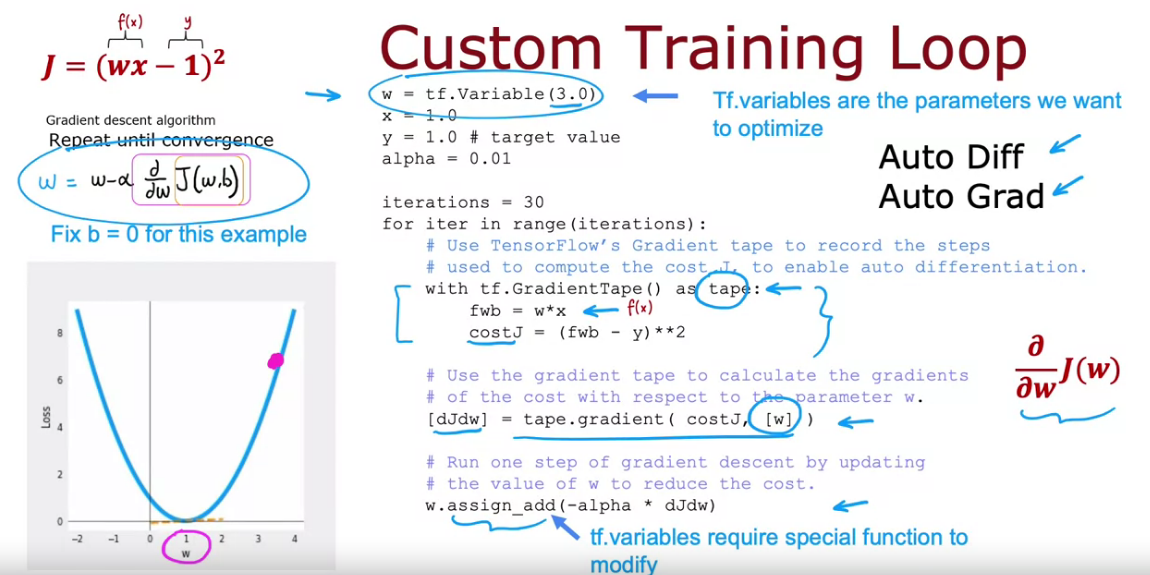 f(x) y
J = (wx − 1)²
Gradient descent algorithm
Repeat until convergence
w = w-α ∂/∂w J(w,b)
Fix b = 0 for this example
8
6
4
2
0
Loss
-2 -1 0 1 2 3 4
w
Custom Training Loop
w = tf.Variable(3.0)
x = 1.0
y = 1.0 # target value
alpha = 0.01
Tf.variables are the parameters we want
to optimize
Auto Diff
Auto Grad
iterations = 30
for iter in range(iterations):
# Use TensorFlow's Gradient tape to record the steps
# used to compute the cost J, to enable auto differentiation.
with tf.GradientTape() as tape:
fwb = w*x f(x)
costJ = (fwb - y)**2
# Use the gradient tape to calculate the gradients
# of the cost with respect to the parameter w.
[dJdw] = tape.gradient( costJ, [w] )
∂/∂w J(w)
# Run one step of gradient descent by updating
# the value of w to reduce the cost.
w.assign_add(-alpha * dJdw)
tf.variables require special function to
modify